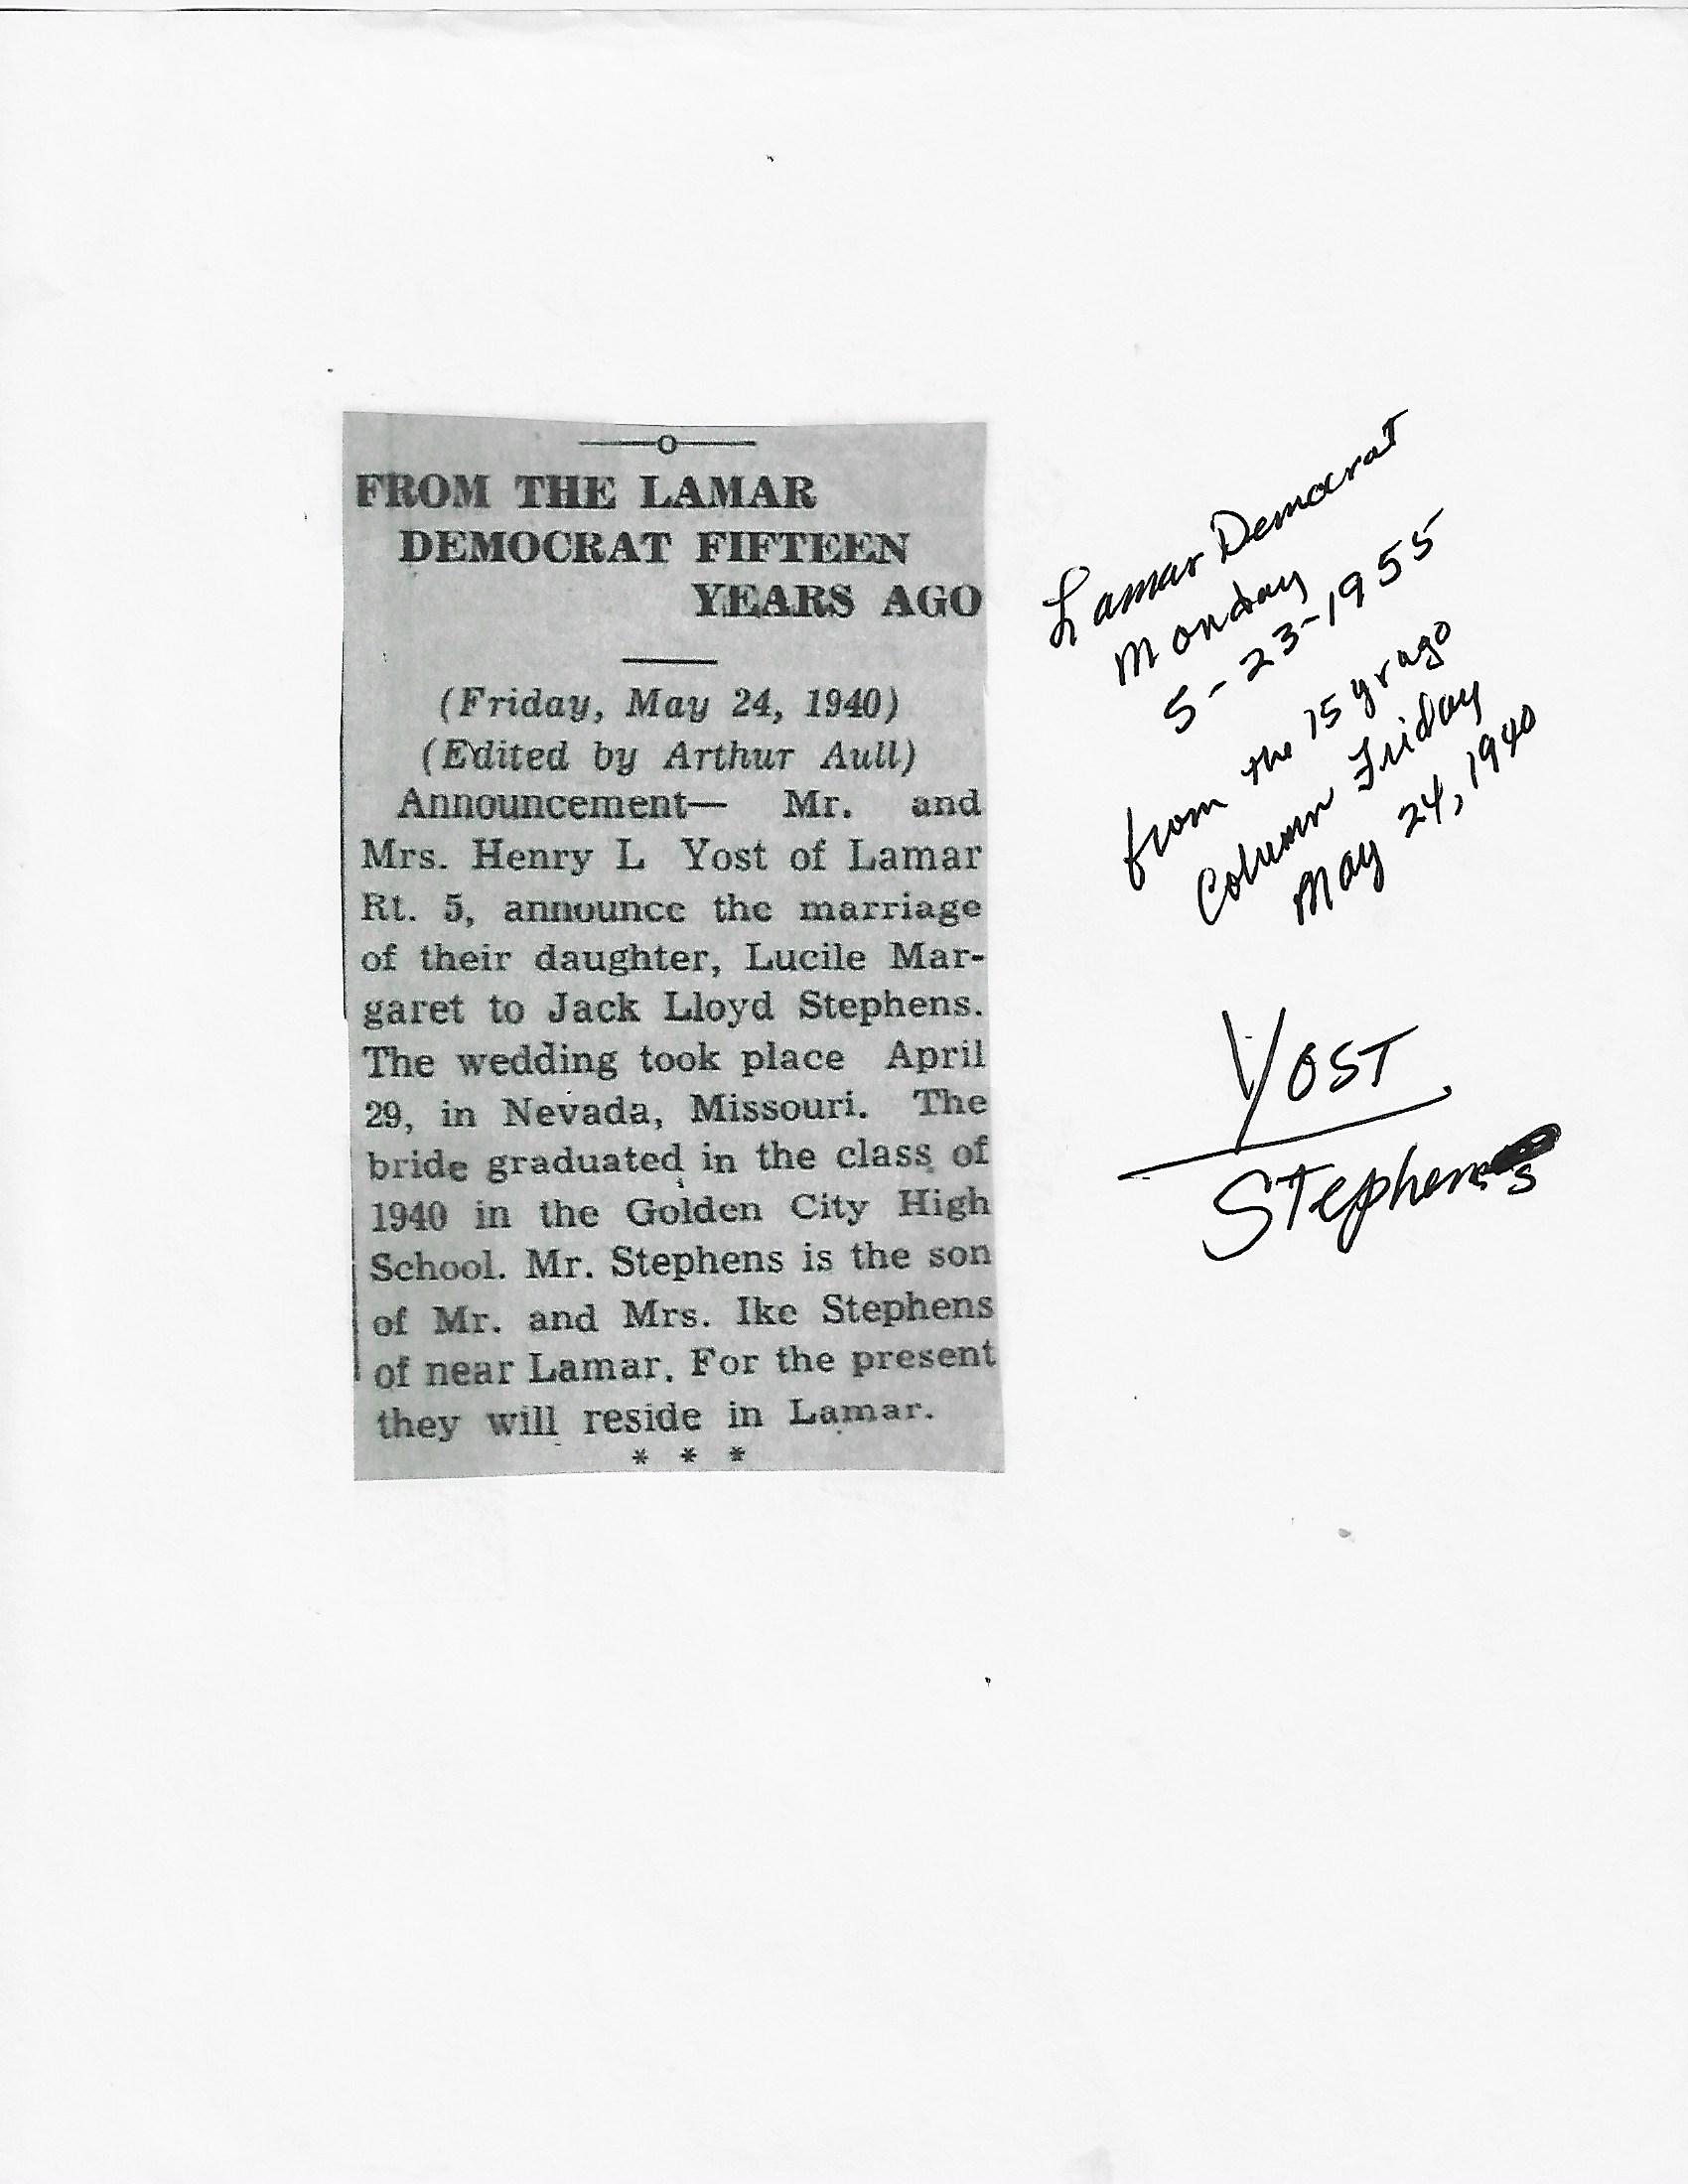 FROM THE LAMAR
DEMOCRAT FIFTEEN
YEARS AGO
(Friday, May 24, 1940)
(Edited by Arthur Aull)
Announcement— Mr. and
Mrs. Henry L Yost of Lamar
Rt. 5, announce the marriage
of their daughter, Lucile Mar-
garet to Jack Lloyd Stephens.
The wedding took place April
29, in Nevada, Missouri. The
bride graduated in the class of
1940 in the Golden City High
School. Mr. Stephens is the son
of Mr. and Mrs. Ike Stephens
of near Lamar. For the present
they will reside in Lamar.
* * *
Lamar Democrat
Monday
5-23-1955
from the 15 yr ago
Column Friday
May 24, 1940
YOST
Stephens